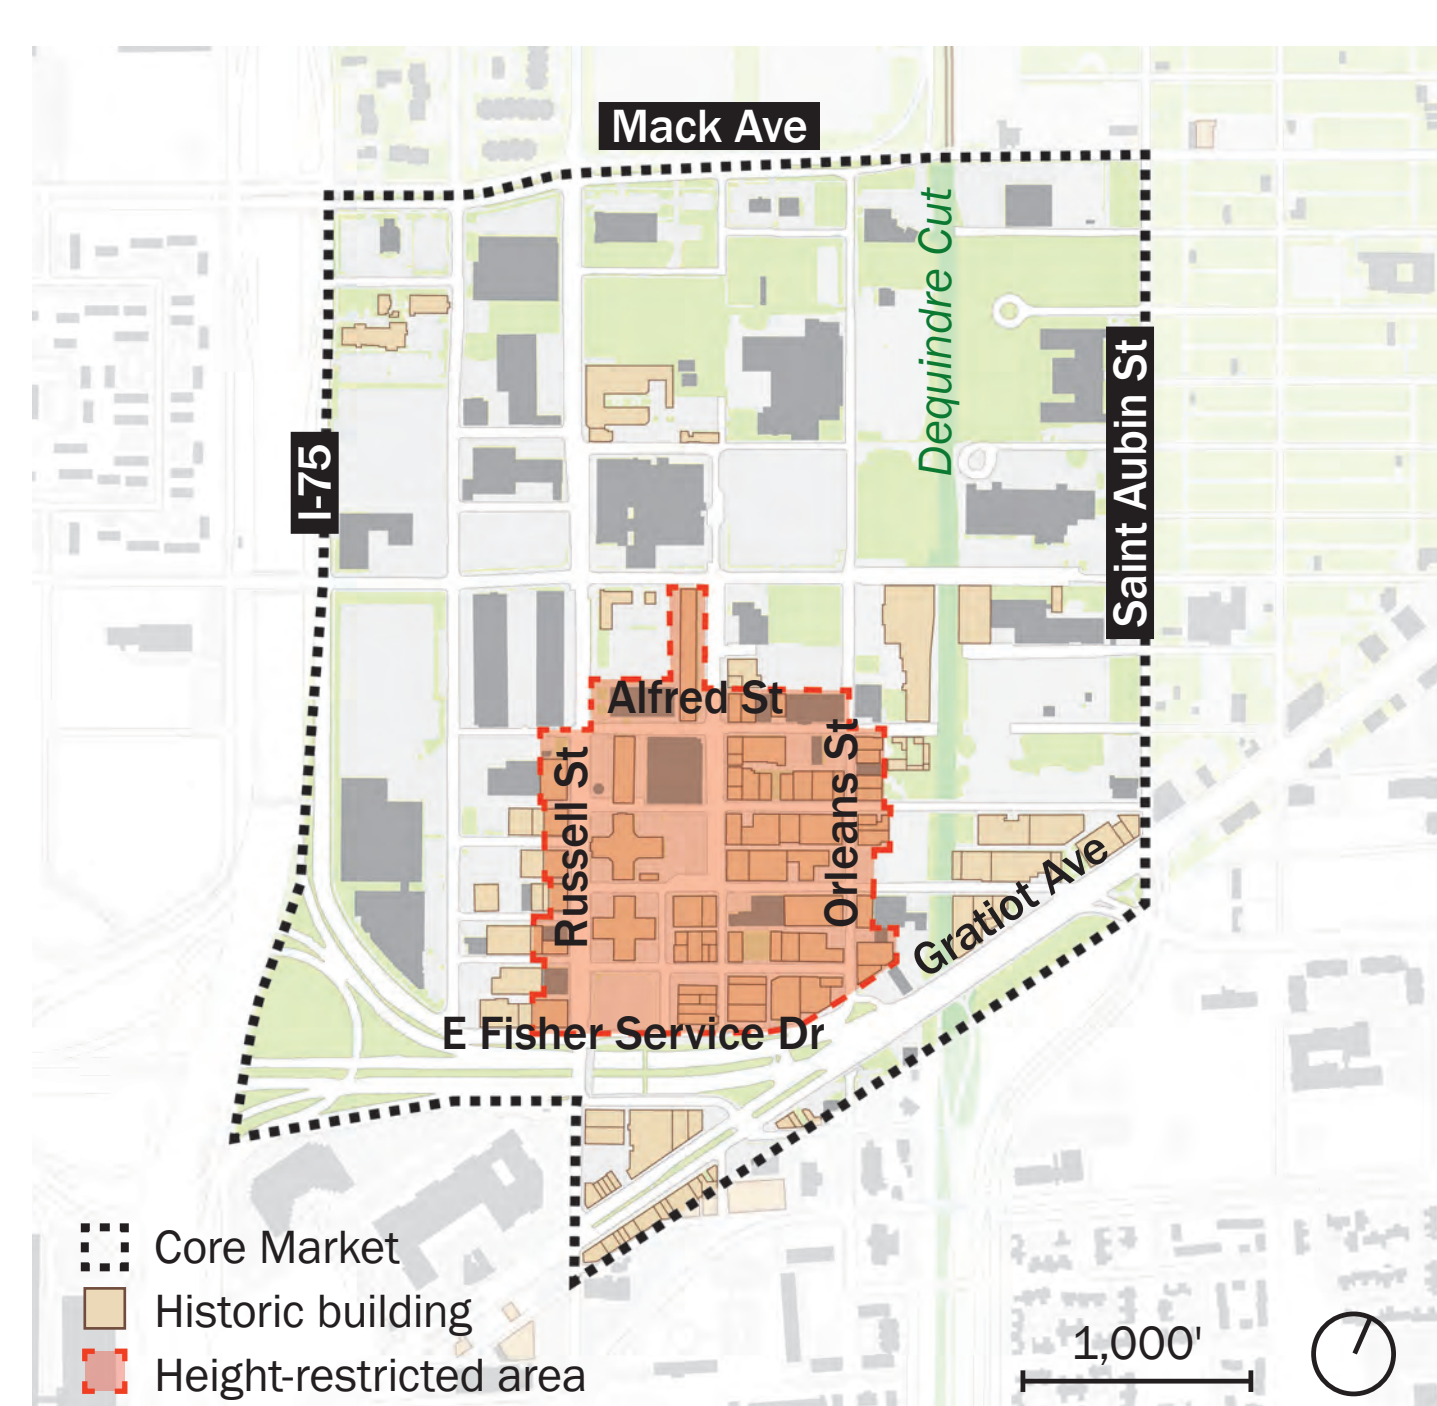 Mack Ave
Dequindre Cut
Saint Aubin St
I-75
Alfred St
Russell St
Orleans St
Gratiot Ave
E Fisher Service Dr
Core Market
Historic building
Height-restricted area
1,000'